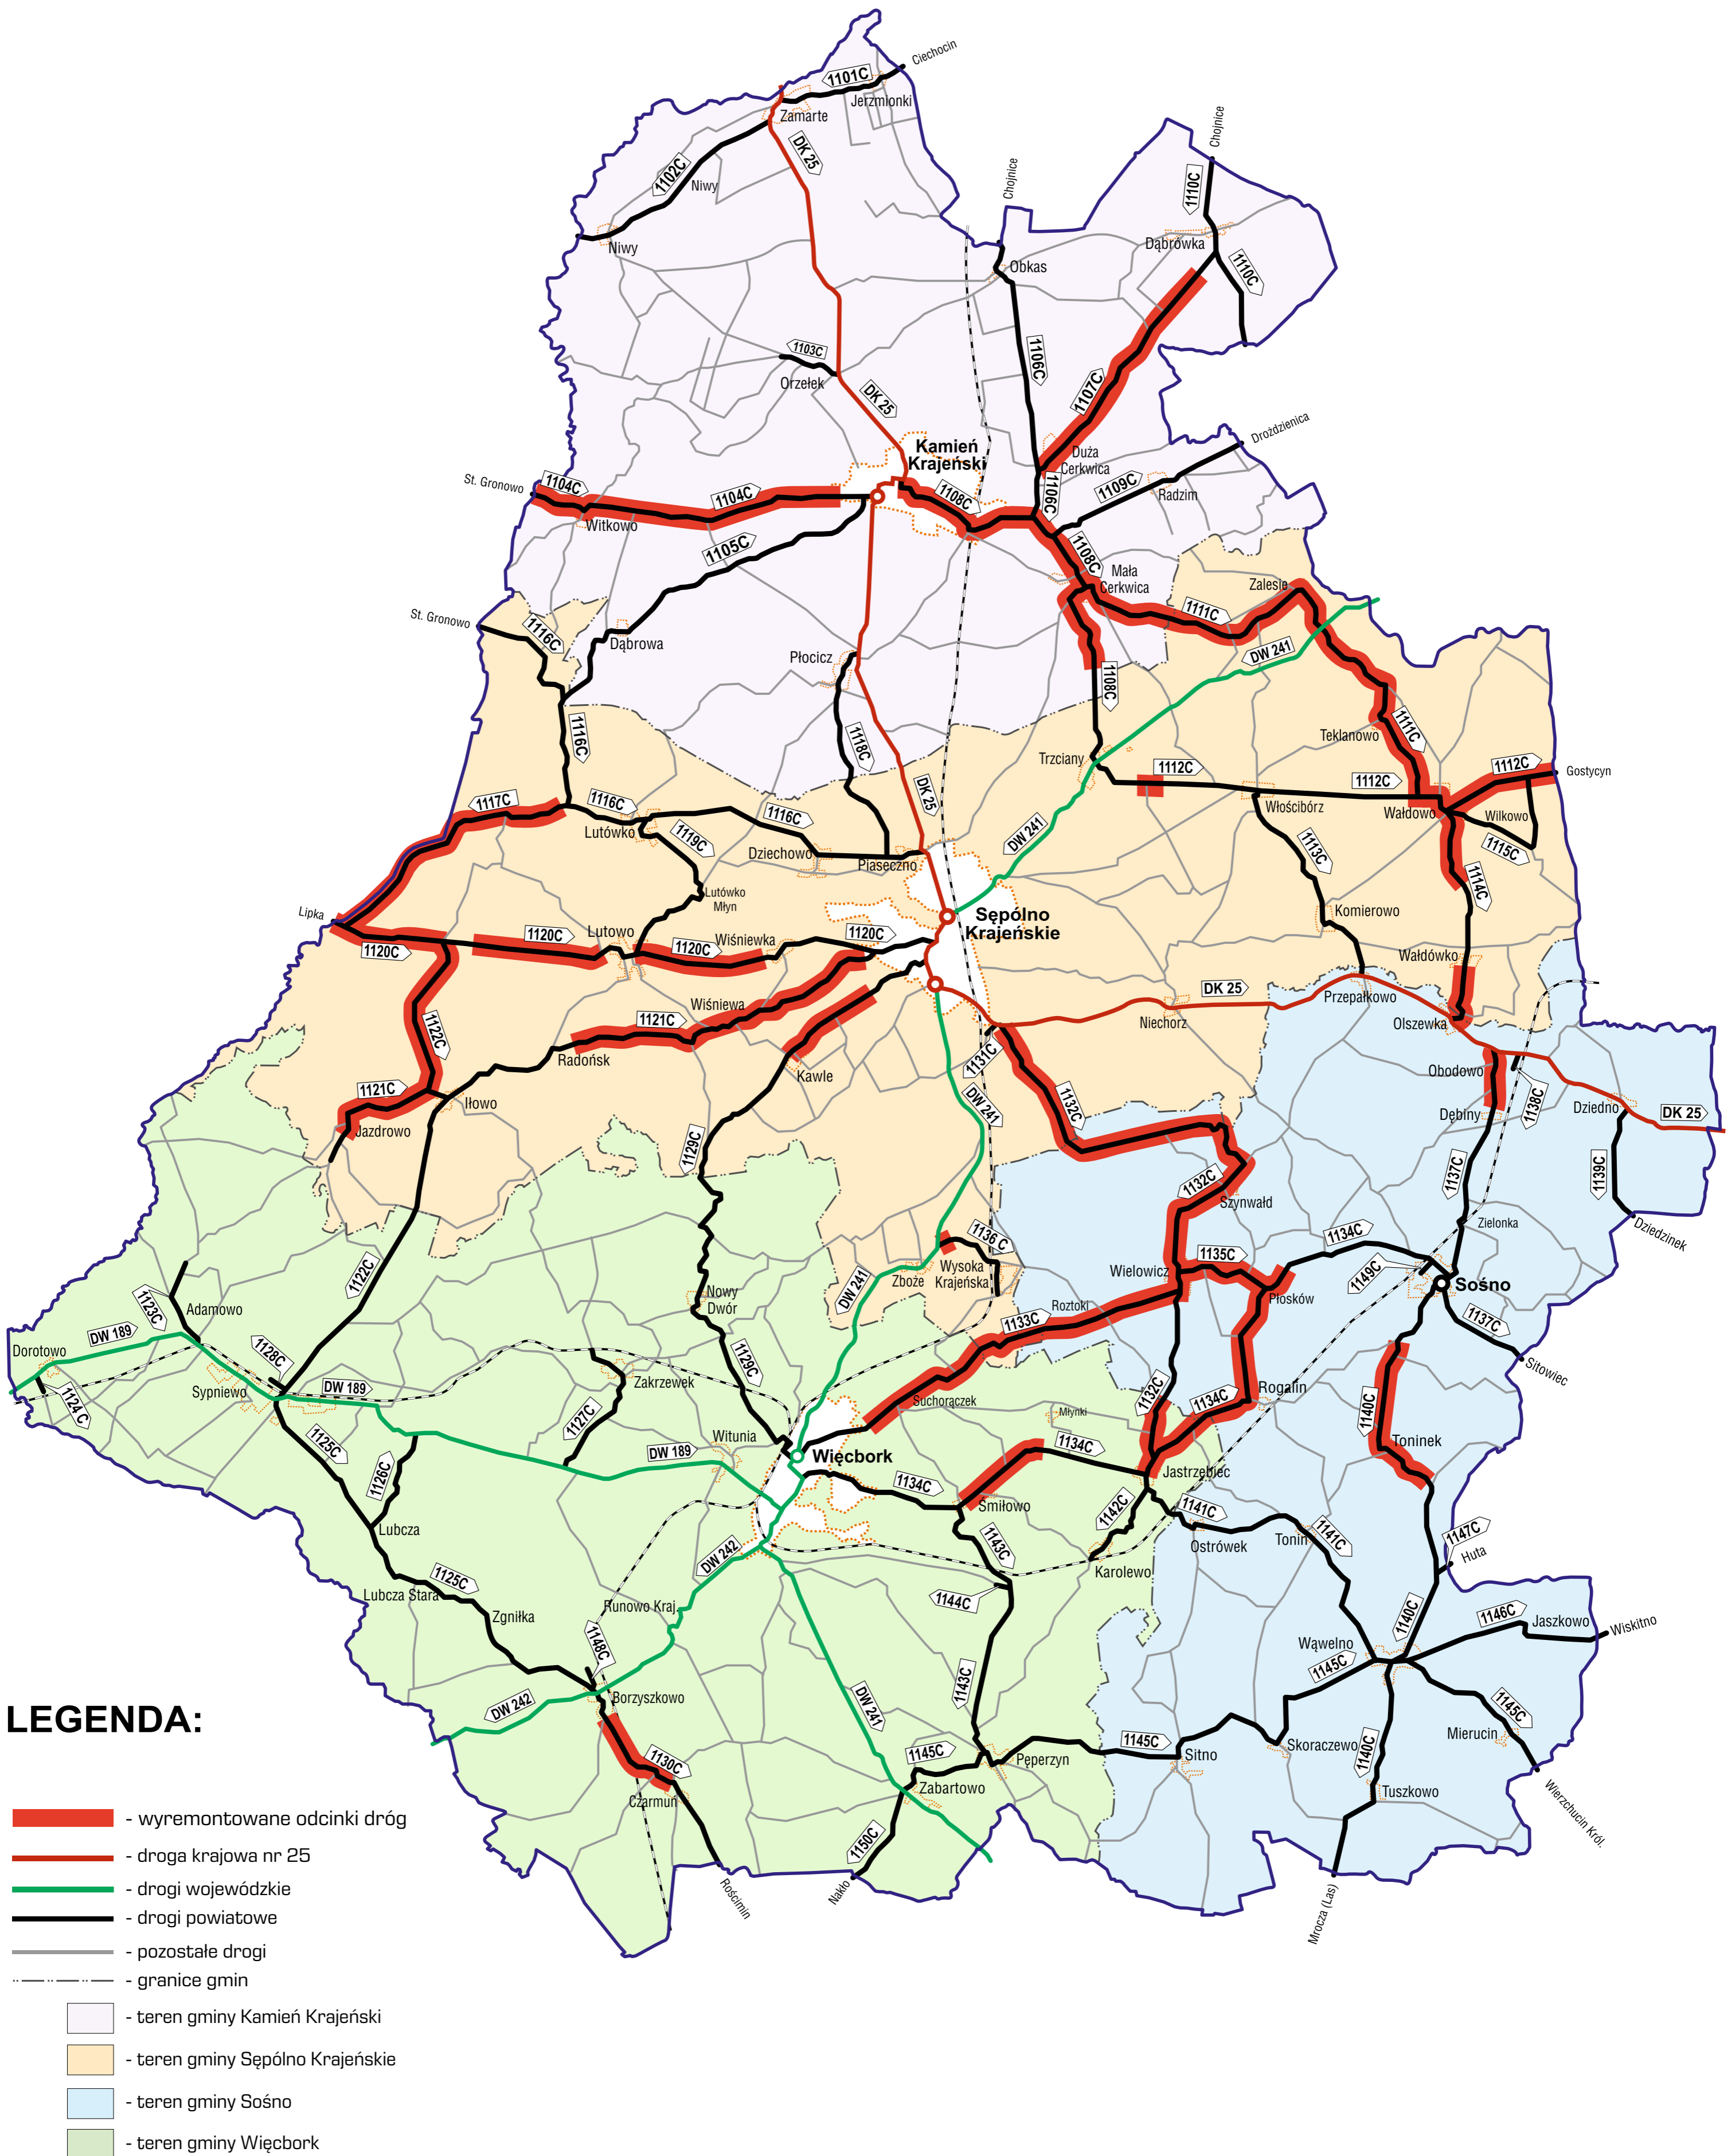 Ciechocin
1101C
Jerzmionki
Zamarte
DK 25
1102C
Niwy
Niwy
Chojnice
Chojnice
1110C
Dąbrówka
1110C
Obkas
1106C
1103C
Orzełek
DK 25
1107C
Kamień
Krajeński
Duża
Cerkwica
Drożdzienica
St. Gronowo
1104C
1104C
Witkowo
1108C
1106C
1109C
Radzim
1105C
1108C
Mała
Cerkwica
Zalesie
1111C
St. Gronowo
1116C
Dąbrowa
Płocicz
DW 241
1108C
1116C
1118C
Teklanowo
1111C
Trzciany
1112C
1112C
1112C
Gostycyn
DK 25
1117C
1116C
Lutówko
1116C
1119C
Dziechowo
Piaseczno
DW 241
Włościbórz
Wałdowo
Wilkowo
1115C
1113C
1114C
Lutówko
Młyn
Lipka
Sępólno
Krajeńskie
Komierowo
1120C
1120C
Lutowo
1120C
Wiśniewka
1120C
Wałdówko
Wiśniewa
1121C
DK 25
Przepałkowo
Niechorz
Olszewka
1122C
Radońsk
Kawle
1131C
1121C
Iłowo
Jazdrowo
DW 241
1132C
Obodowo
Dębiny
1138C
Dziedno
DK 25
1129C
1132C
Szynwałd
1137C
1139C
Zielonka
Dziedzinek
1136 C
Wysoka
Krajeńska
Zboże
1134C
1135C
Wielowicz
1149C
Sośno
Płosków
1122C
1123C
Adamowo
Nowy
Dwór
DW 241
Roztoki
1133C
1137C
Sitowiec
DW 189
Dorotowo
1128C
Sypniewo
DW 189
1124 C
1129C
Zakrzewek
1127C
Suchorączek
Młynki
1132C
1134C
Rogalin
1140C
Toninek
1125C
1126C
Witunia
DW 189
Więcbork
1134C
1134C
Jastrzębiec
Śmiłowo
1142C
1141C
Ostrówek
Tonin
1141C
1147C
Huta
Lubcza
DW 242
1143C
Karolewo
1144C
1125C
Lubcza Stara
Zgniłka
Runowo Kraj.
1148C
1140C
1146C
Jaszkowo
Wiskitno
Wąwelno
1145C
Borzyszkowo
DW 242
1143C
DW 241
1145C
Mierucin
1145C
Pęperzyn
1145C
Sitno
Skoraczewo
1140C
Wierzchucin Król.
1130C
Czarmuń
Zabartowo
Tuszkowo
1150C
Rościmin
Nakło
Mrocza (Las)
LEGENDA:
- wyremontowane odcinki dróg
- droga krajowa nr 25
- drogi wojewódzkie
- drogi powiatowe
- pozostałe drogi
- granice gmin
- teren gminy Kamień Krajeński
- teren gminy Sępólno Krajeńskie
- teren gminy Sośno
- teren gminy Więcbork